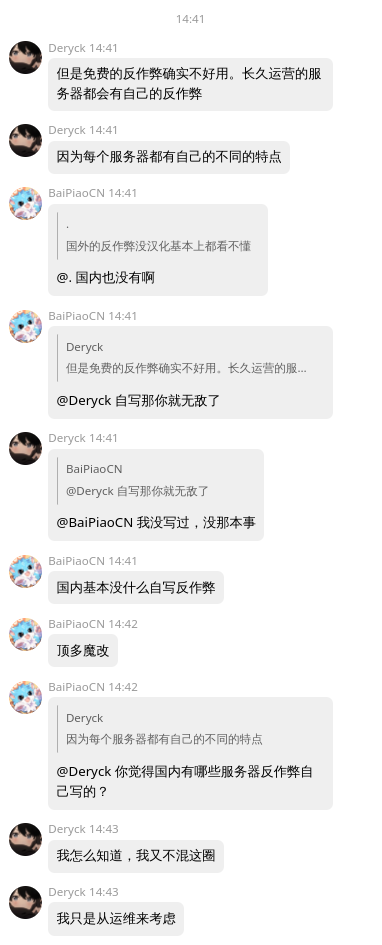 14:41
Deryck 14:41
但是免费的反作弊确实不好用。长久运营的服
务器都会有自己的反作弊
Deryck 14:41
因为每个服务器都有自己的不同的特点
BaiPiaoCN 14:41
.
国外的反作弊没汉化基本上都看不懂
@. 国内也没有啊
BaiPiaoCN 14:41
Deryck
但是免费的反作弊确实不好用。长久运营的服...
@Deryck 自写那你就无敌了
Deryck 14:41
BaiPiaoCN
@Deryck 自写那你就无敌了
@BaiPiaoCN 我没写过，没那本事
BaiPiaoCN 14:41
国内基本没什么自写反作弊
BaiPiaoCN 14:42
顶多魔改
BaiPiaoCN 14:42
Deryck
因为每个服务器都有自己的不同的特点
@Deryck 你觉得国内有哪些服务器反作弊自
己写的？
Deryck 14:43
我怎么知道，我又不混这圈
Deryck 14:43
我只是从运维来考虑